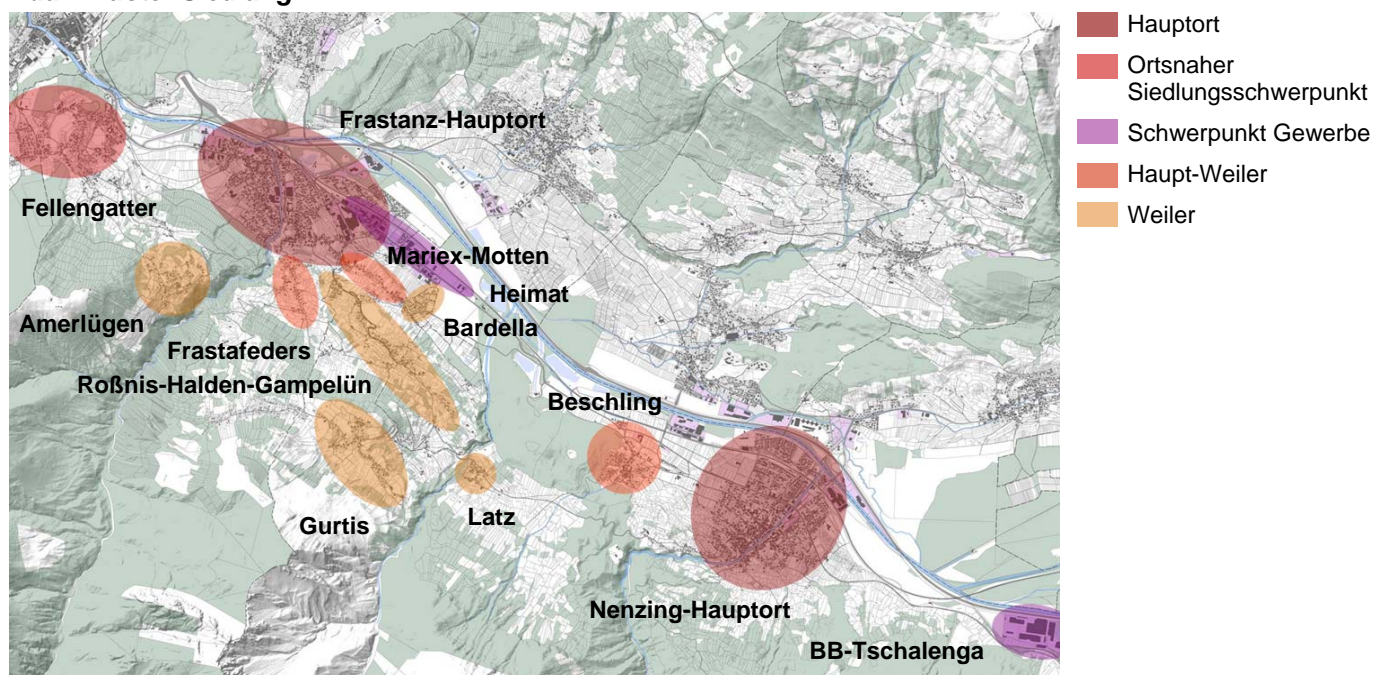 Hauptort
Ortsnaher
Siedlungsschwerpunkt
Schwerpunkt Gewerbe
Haupt-Weiler
Weiler
Frastanz-Hauptort
Fellengatter
Mariex-Motten
Heimat
Amerlügen
Bardella
Frastafeders
Roßnis-Halden-Gampelün
Beschling
Gurtis
Latz
Nenzing-Hauptort
BB-Tschalenga